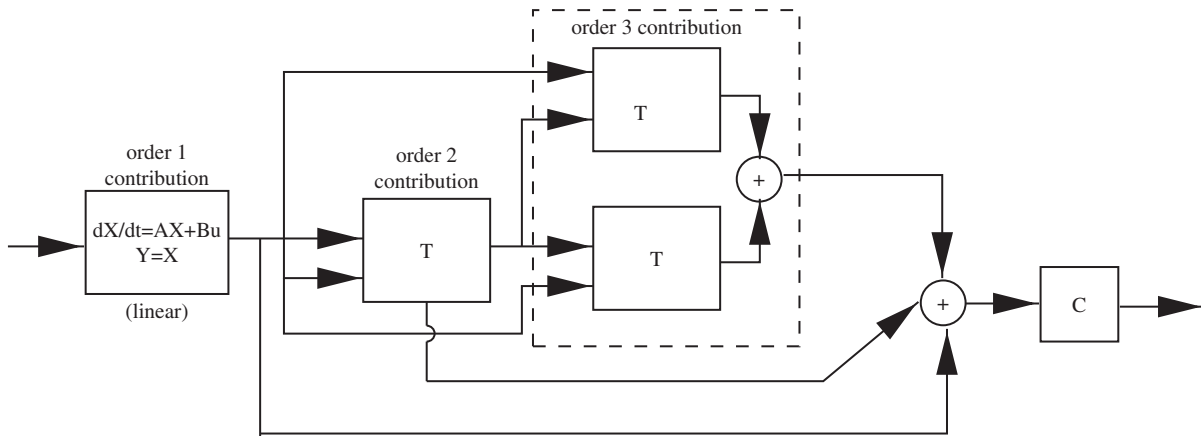 order 3 contribution
T
order 1
contribution
order 2
contribution
+
dX/dt=AX+Bu
Y=X
T
T
(linear)
+
C